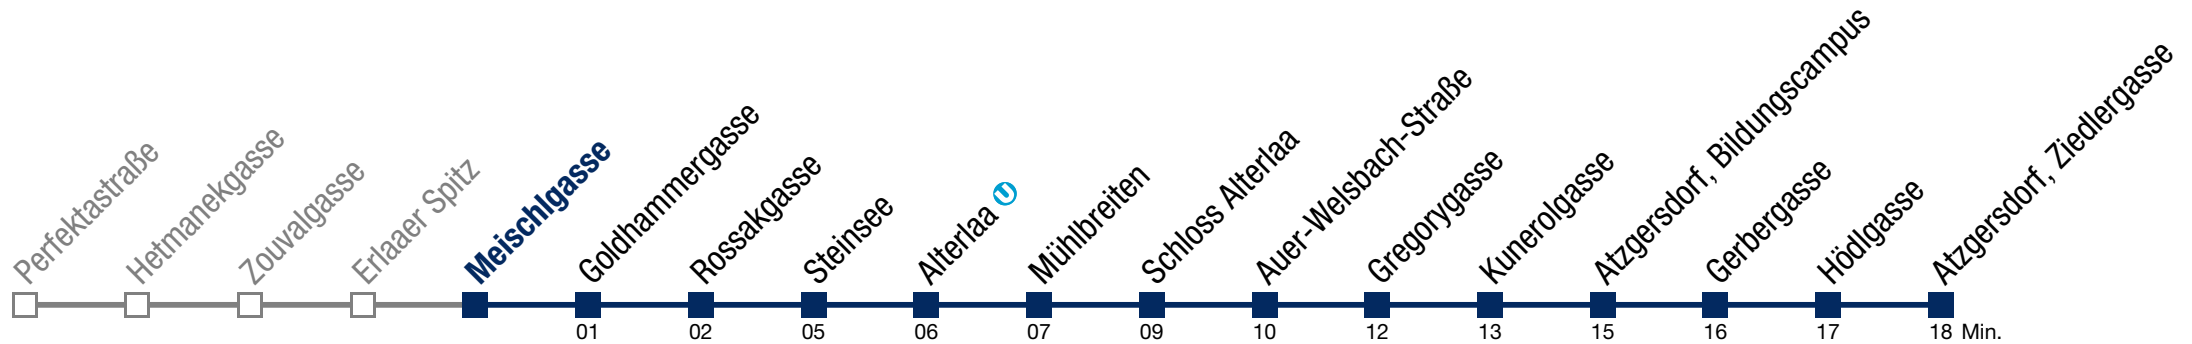 Perfektastraße
Hetmanekgasse
Zouvalgasse
Erlaaer Spitz
Meischlgasse
Goldhammergasse
Rossakgasse
Steinsee
Alterlaa U
Mühlbreiten
Schloss Alterlaa
Auer-Welsbach-Straße
Gregorygasse
Kunerolgasse
Atzgersdorf, Bildungscampus
Gerbergasse
Hödlgasse
Atzgersdorf, Ziedlergasse
01 02 05 06 07 09 10 12 13 15 16 17 18 Min.